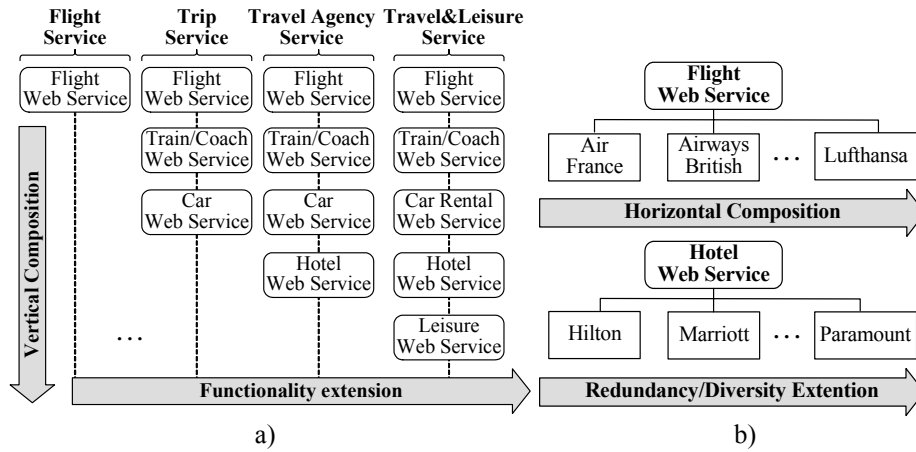 Flight
Service
Trip
Service
Travel Agency
Service
Travel&Leisure
Service
Flight
Web Service
Flight
Web Service
Flight
Web Service
Flight
Web Service
Train/Coach
Web Service
Train/Coach
Web Service
Train/Coach
Web Service
Car
Web Service
Car
Web Service
Car Rental
Web Service
Hotel
Web Service
Hotel
Web Service
Leisure
Web Service
...
Vertical Composition
Functionality extension
a)
Flight
Web Service
Air
France
Airways
British
...
Lufthansa
Horizontal Composition
Hotel
Web Service
Hilton
Marriott
...
Paramount
Redundancy/Diversity Extention
b)